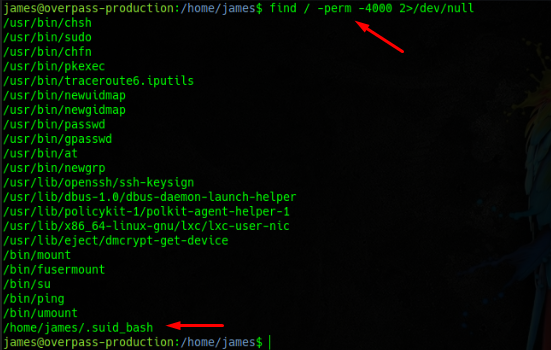 james@overpass-production:/home/james$ find / -perm -4000 2>/dev/null
/usr/bin/chsh
/usr/bin/sudo
/usr/bin/chfn
/usr/bin/pkexec
/usr/bin/traceroute6.iputils
/usr/bin/newuidmap
/usr/bin/newgidmap
/usr/bin/passwd
/usr/bin/gpasswd
/usr/bin/at
/usr/bin/newgrp
/usr/lib/openssh/ssh-keysign
/usr/lib/dbus-1.0/dbus-daemon-launch-helper
/usr/lib/policykit-1/polkit-agent-helper-1
/usr/lib/x86_64-linux-gnu/lxc/lxc-user-nic
/usr/lib/eject/dmcrypt-get-device
/bin/mount
/bin/fusermount
/bin/su
/bin/ping
/bin/umount
/home/james/.suid_bash
james@overpass-production:/home/james$